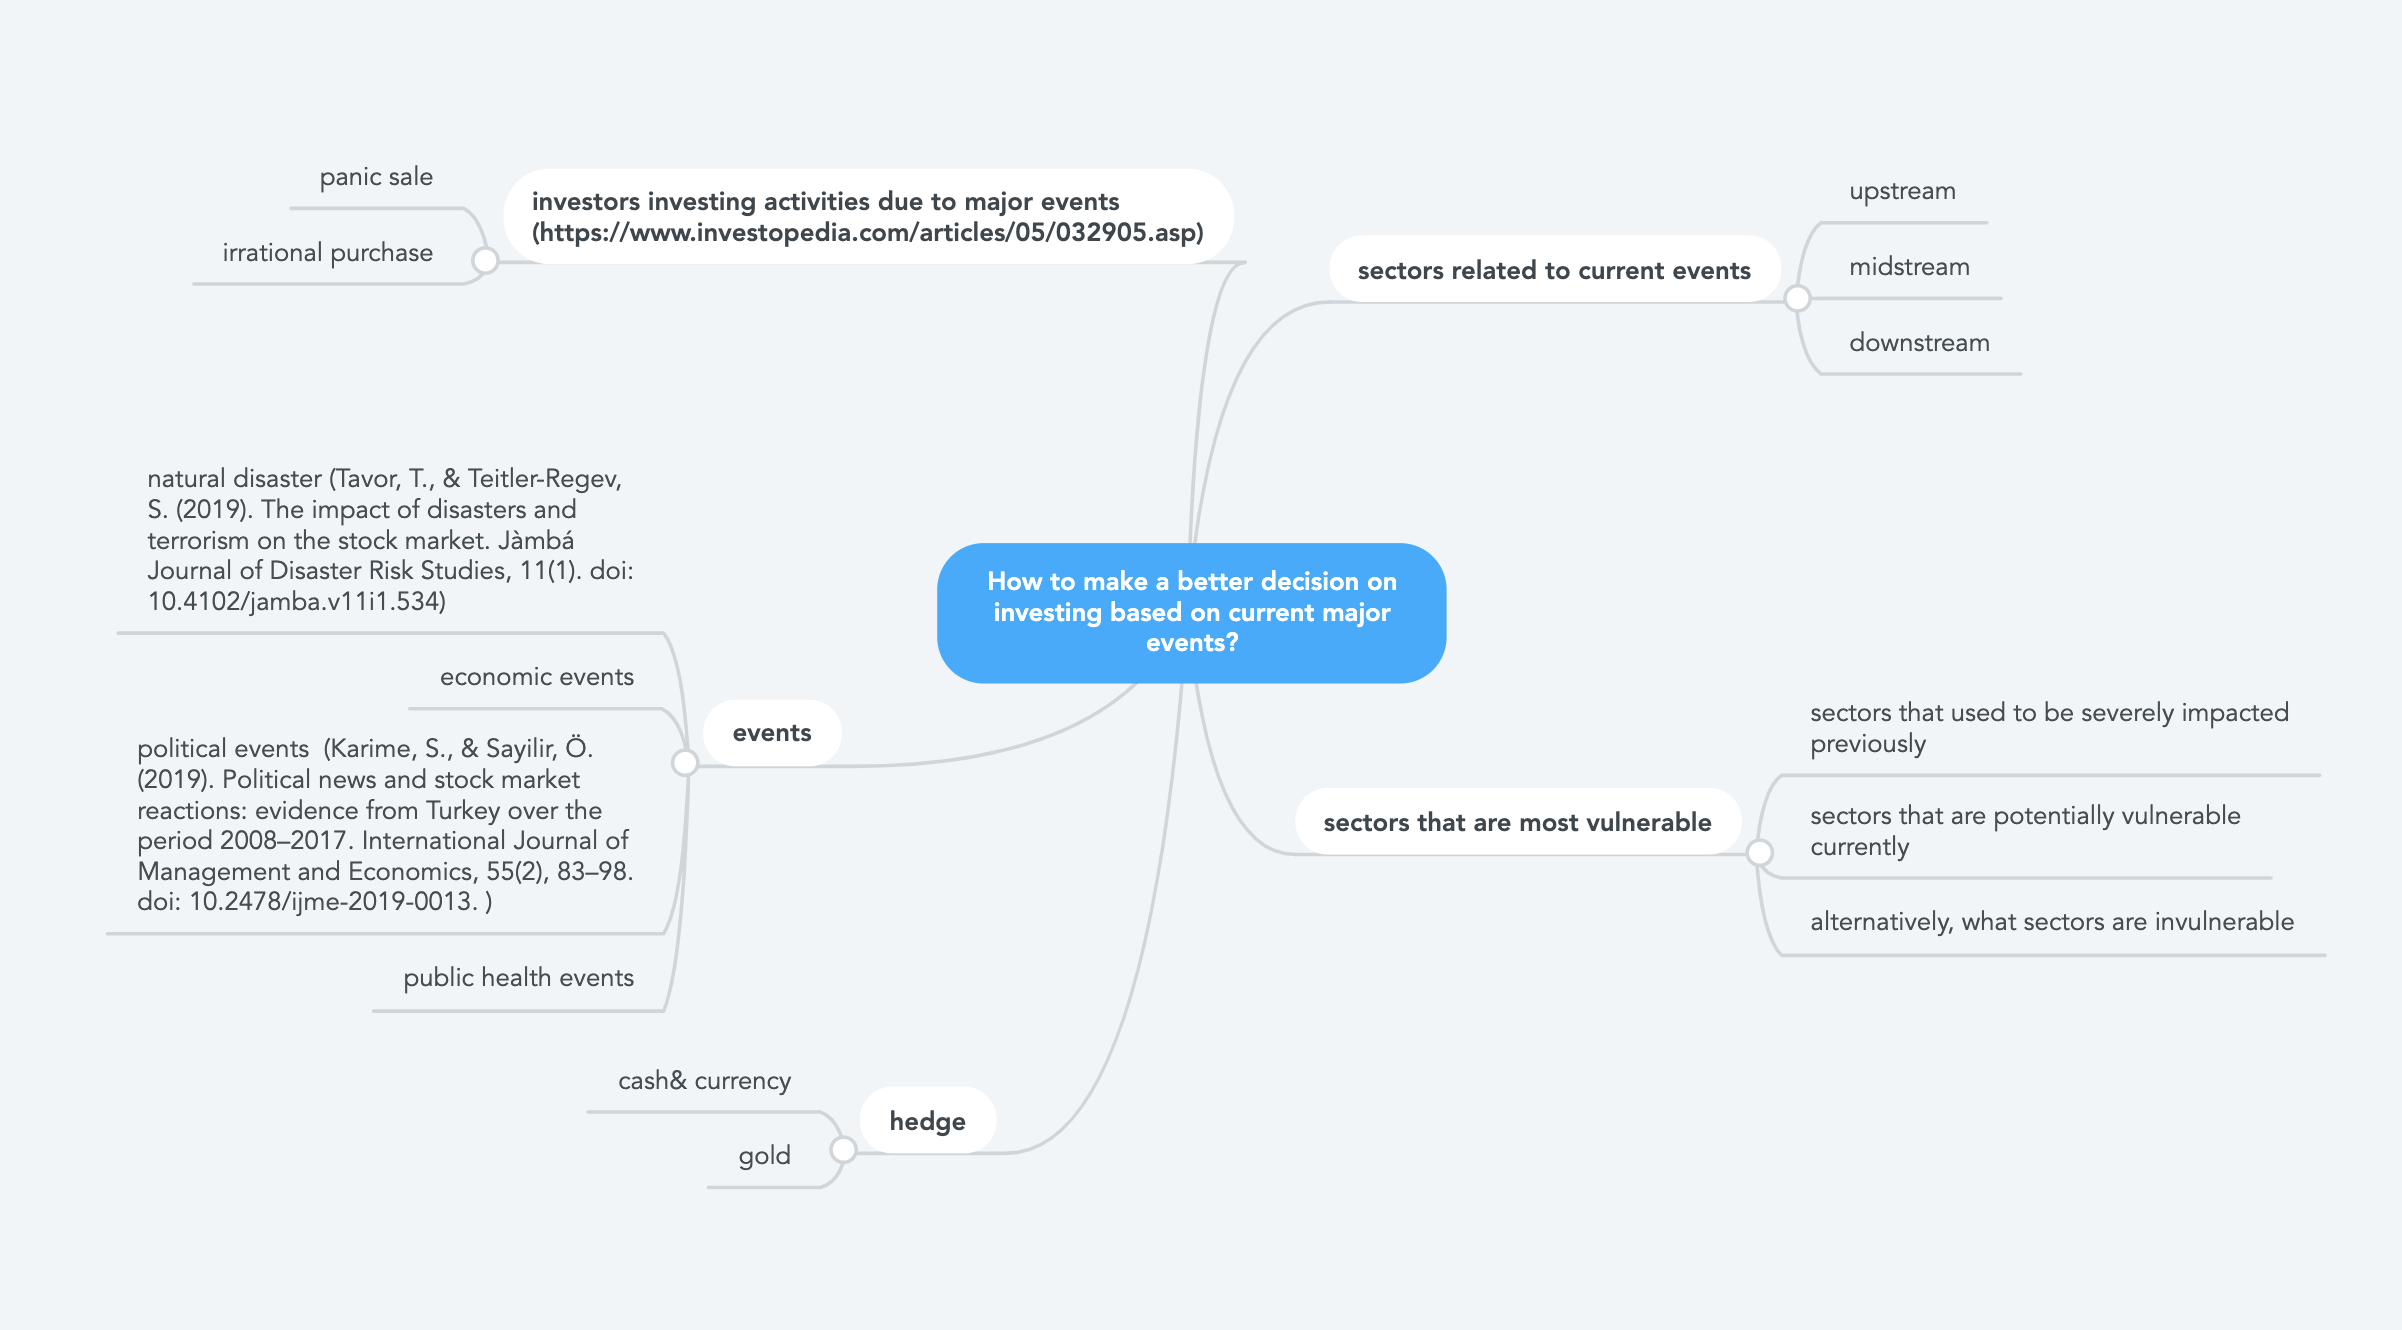 How to make a better decision on
investing based on current major
events?
investors investing activities due to major events
(https://www.investopedia.com/articles/05/032905.asp)
panic sale
irrational purchase
sectors related to current events
upstream
midstream
downstream
events
natural disaster (Tavor, T., & Teitler-Regev,
S. (2019). The impact of disasters and
terrorism on the stock market. Jàmbá
Journal of Disaster Risk Studies, 11(1). doi:
10.4102/jamba.v11i1.534)
economic events
political events  (Karime, S., & Sayilir, Ö.
(2019). Political news and stock market
reactions: evidence from Turkey over the
period 2008–2017. International Journal of
Management and Economics, 55(2), 83–98.
doi: 10.2478/ijme-2019-0013. )
public health events
sectors that are most vulnerable
sectors that used to be severely impacted
previously
sectors that are potentially vulnerable
currently
alternatively, what sectors are invulnerable
hedge
cash& currency
gold